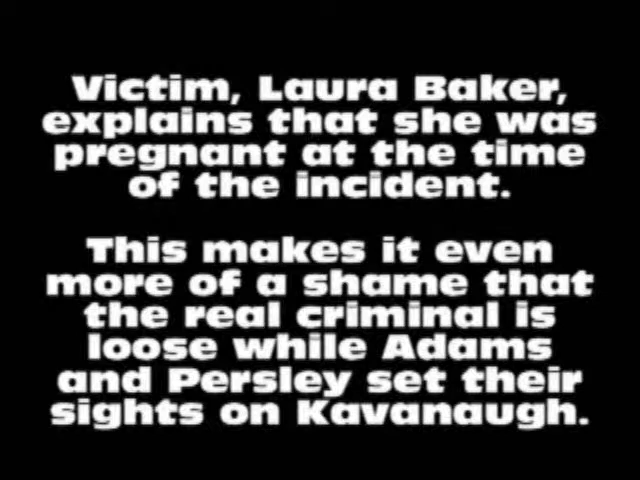 Victim, Laura Baker,
explains that she was
pregnant at the time
of the incident.
This makes it even
more of a shame that
the real criminal is
loose while Adams
and Persley set their
sights on Kavanaugh.